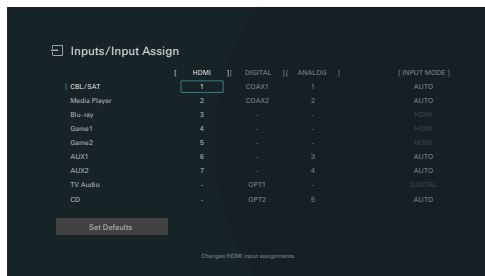 Inputs/Input Assign
[ HDMI ][ DIGITAL ][ ANALOG ] [ INPUT MODE ]
CBL/SAT 1 COAX1 1 AUTO
Media Player 2 COAX2 2 AUTO
Blu-ray 3 - - HDMI
Game1 4 - - HDMI
Game2 5 - - HDMI
AUX1 6 - 3 AUTO
AUX2 7 - 4 AUTO
TV Audio - OPT1 - DIGITAL
CD - OPT2 5 AUTO
Set Defaults
Changes HDMI input assignments.